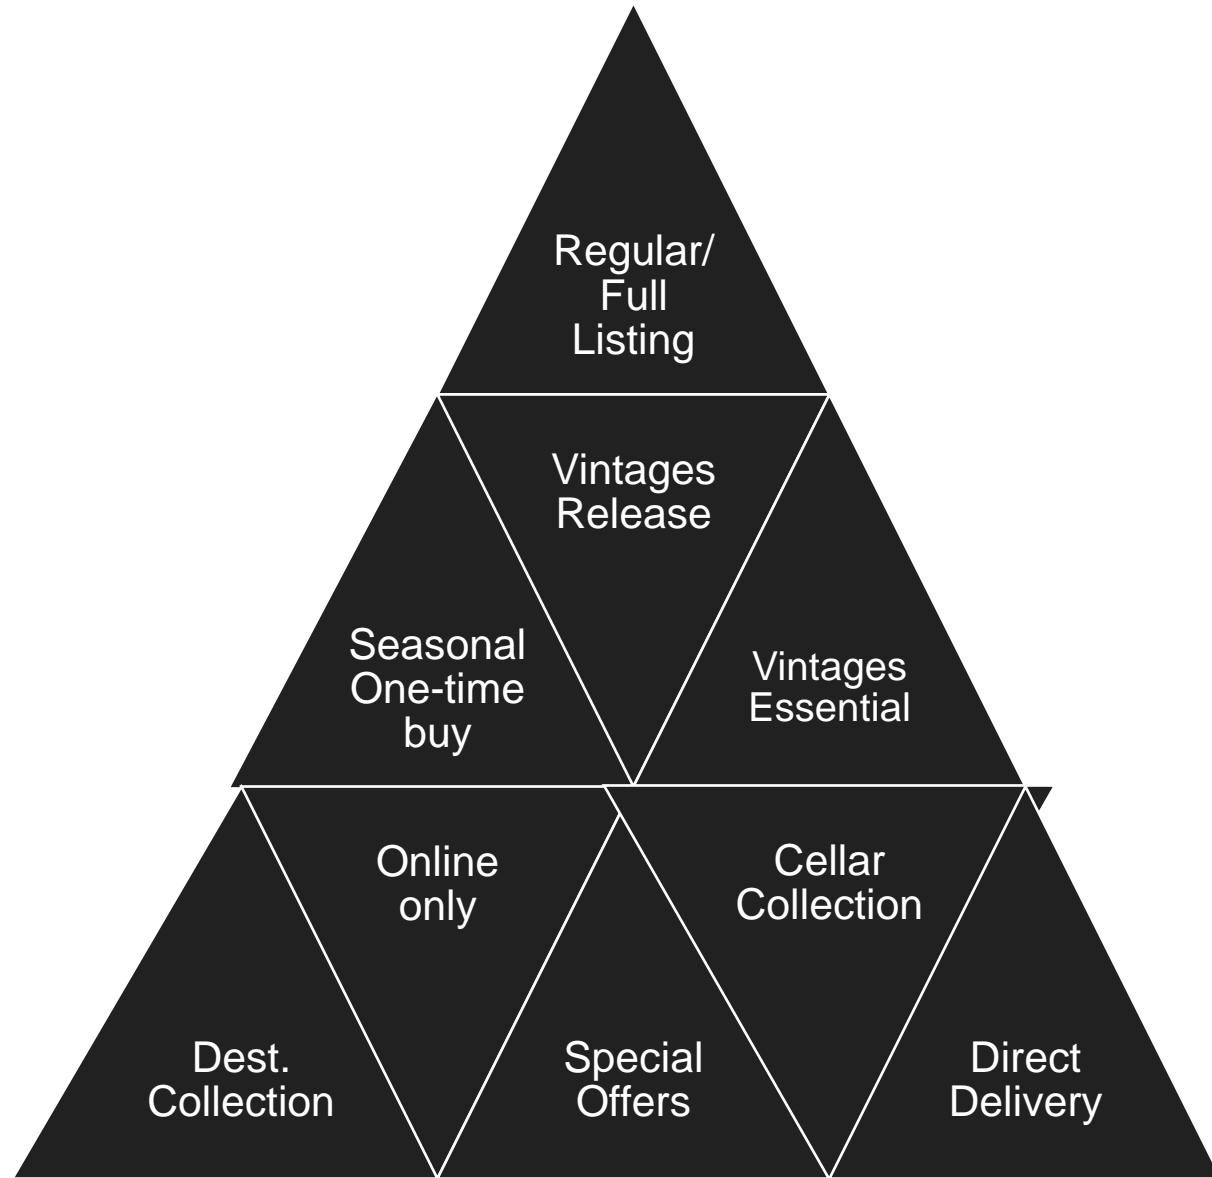 Regular/
Full
Listing
Vintages
Release
Seasonal
One-time
buy
Vintages
Essential
Online
only
Cellar
Collection
Dest.
Collection
Special
Offers
Direct
Delivery